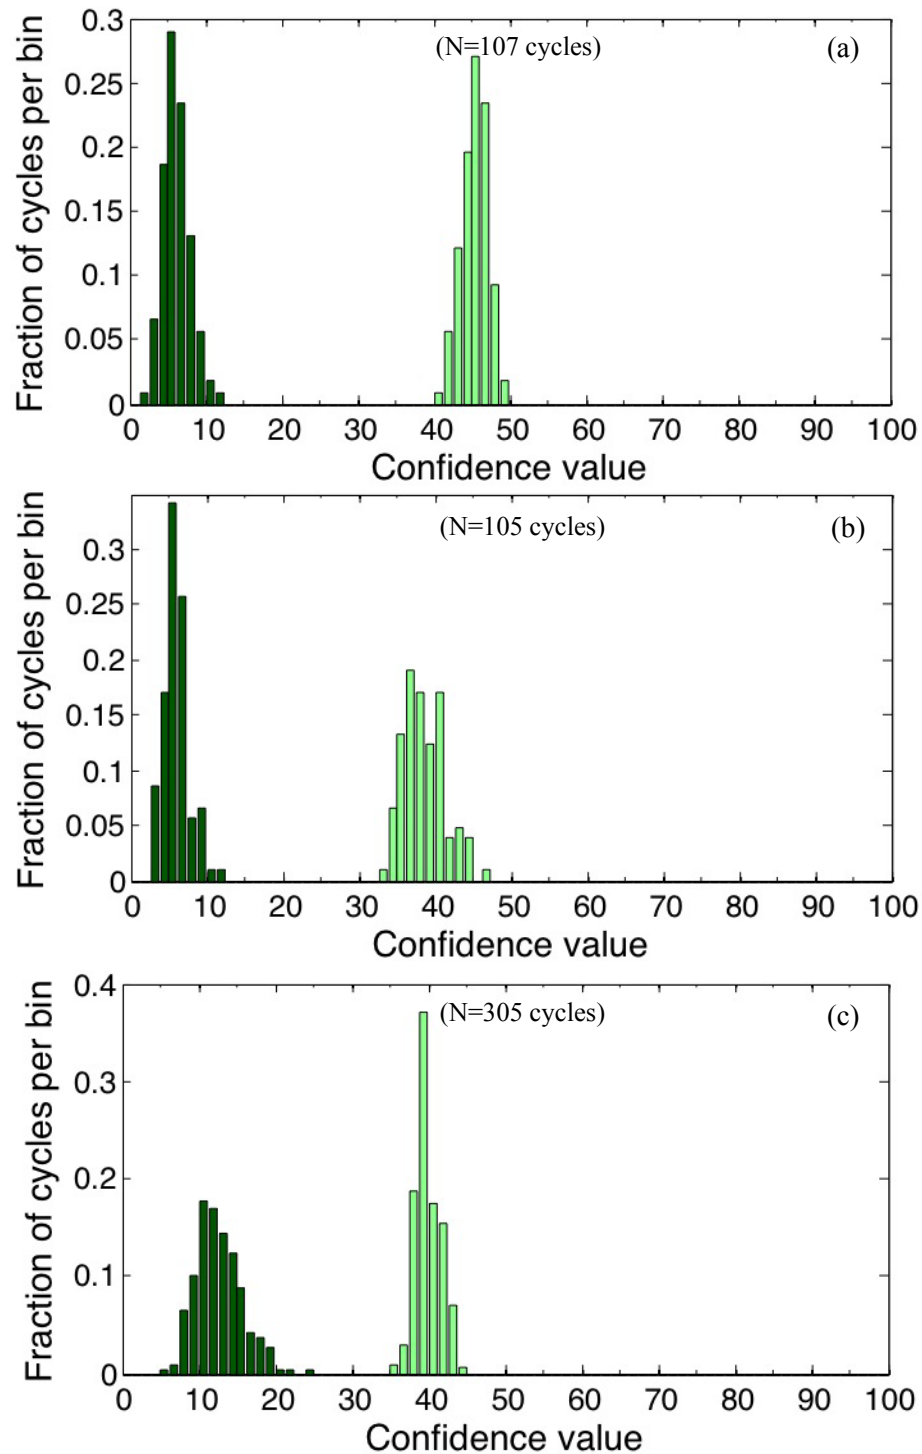 0.3
(N=107 cycles)
(a)
0.25
0.2
0.15
0.1
0.05
0
Fraction of cycles per bin
0 10 20 30 40 50 60 70 80 90 100
Confidence value
(N=105 cycles)
(b)
0.3
0.25
0.2
0.15
0.1
0.05
0
Fraction of cycles per bin
0 10 20 30 40 50 60 70 80 90 100
Confidence value
0.4
(N=305 cycles)
(c)
0.3
0.2
0.1
0
Fraction of cycles per bin
0 10 20 30 40 50 60 70 80 90 100
Confidence value